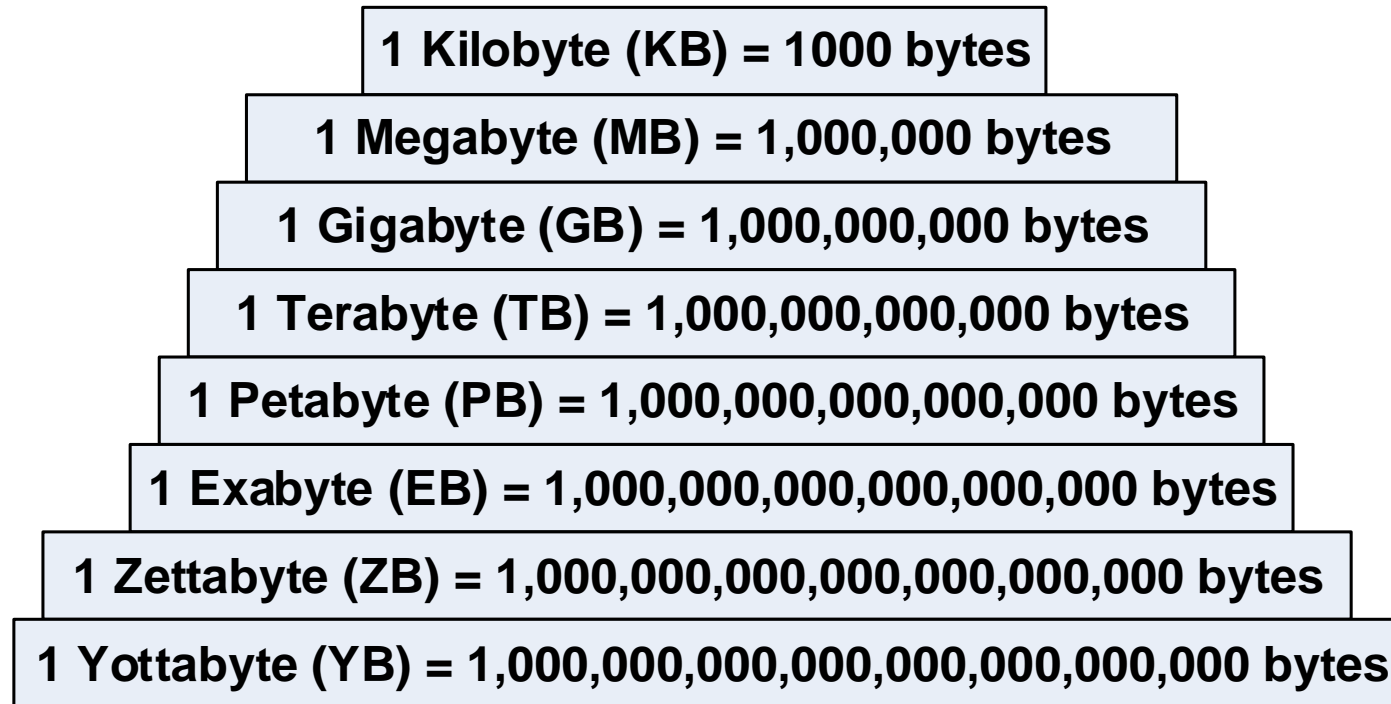 1 Kilobyte (KB) = 1000 bytes
1 Megabyte (MB) = 1,000,000 bytes
1 Gigabyte (GB) = 1,000,000,000 bytes
1 Terabyte (TB) = 1,000,000,000,000 bytes
1 Petabyte (PB) = 1,000,000,000,000,000 bytes
1 Exabyte (EB) = 1,000,000,000,000,000,000 bytes
1 Zettabyte (ZB) = 1,000,000,000,000,000,000,000 bytes
1 Yottabyte (YB) = 1,000,000,000,000,000,000,000,000 bytes